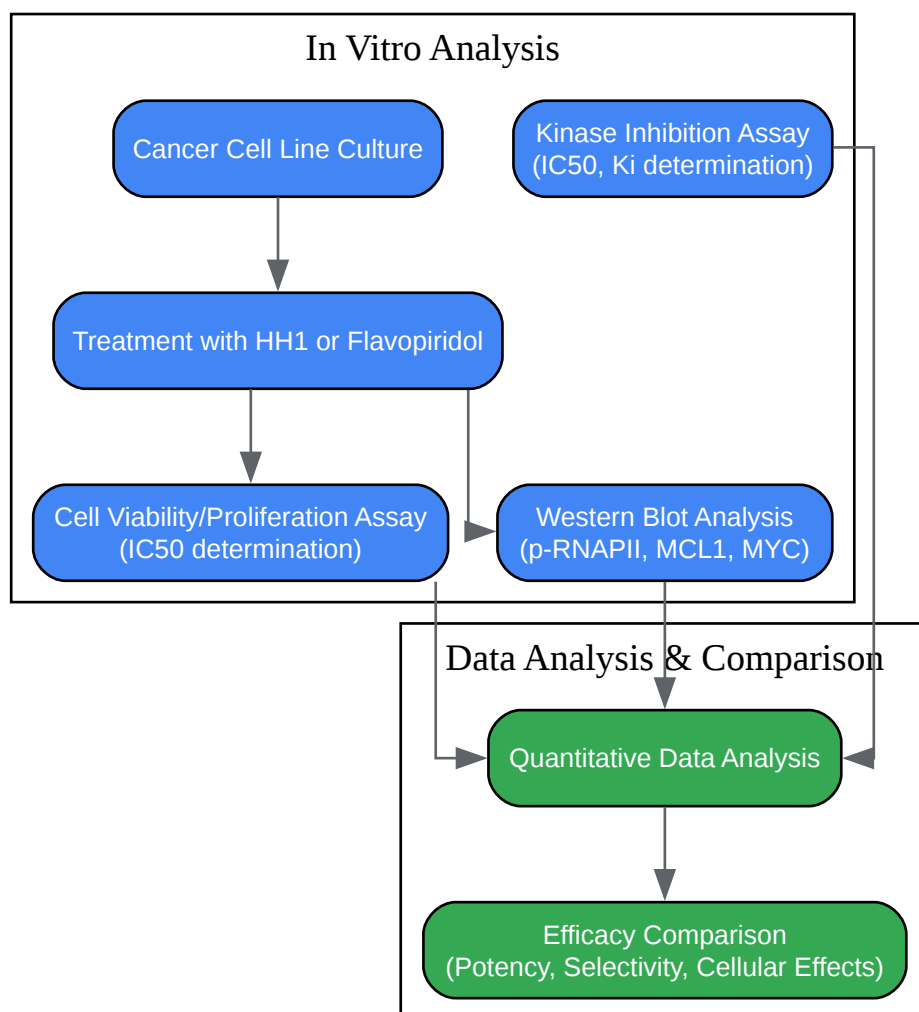 In Vitro Analysis
Cancer Cell Line Culture
Kinase Inhibition Assay
(IC50, Ki determination)
Treatment with HH1 or Flavopiridol
Cell Viability/Proliferation Assay
(IC50 determination)
Western Blot Analysis
(p-RNAPII, MCL1, MYC)
Data Analysis & Comparison
Quantitative Data Analysis
Efficacy Comparison
(Potency, Selectivity, Cellular Effects)